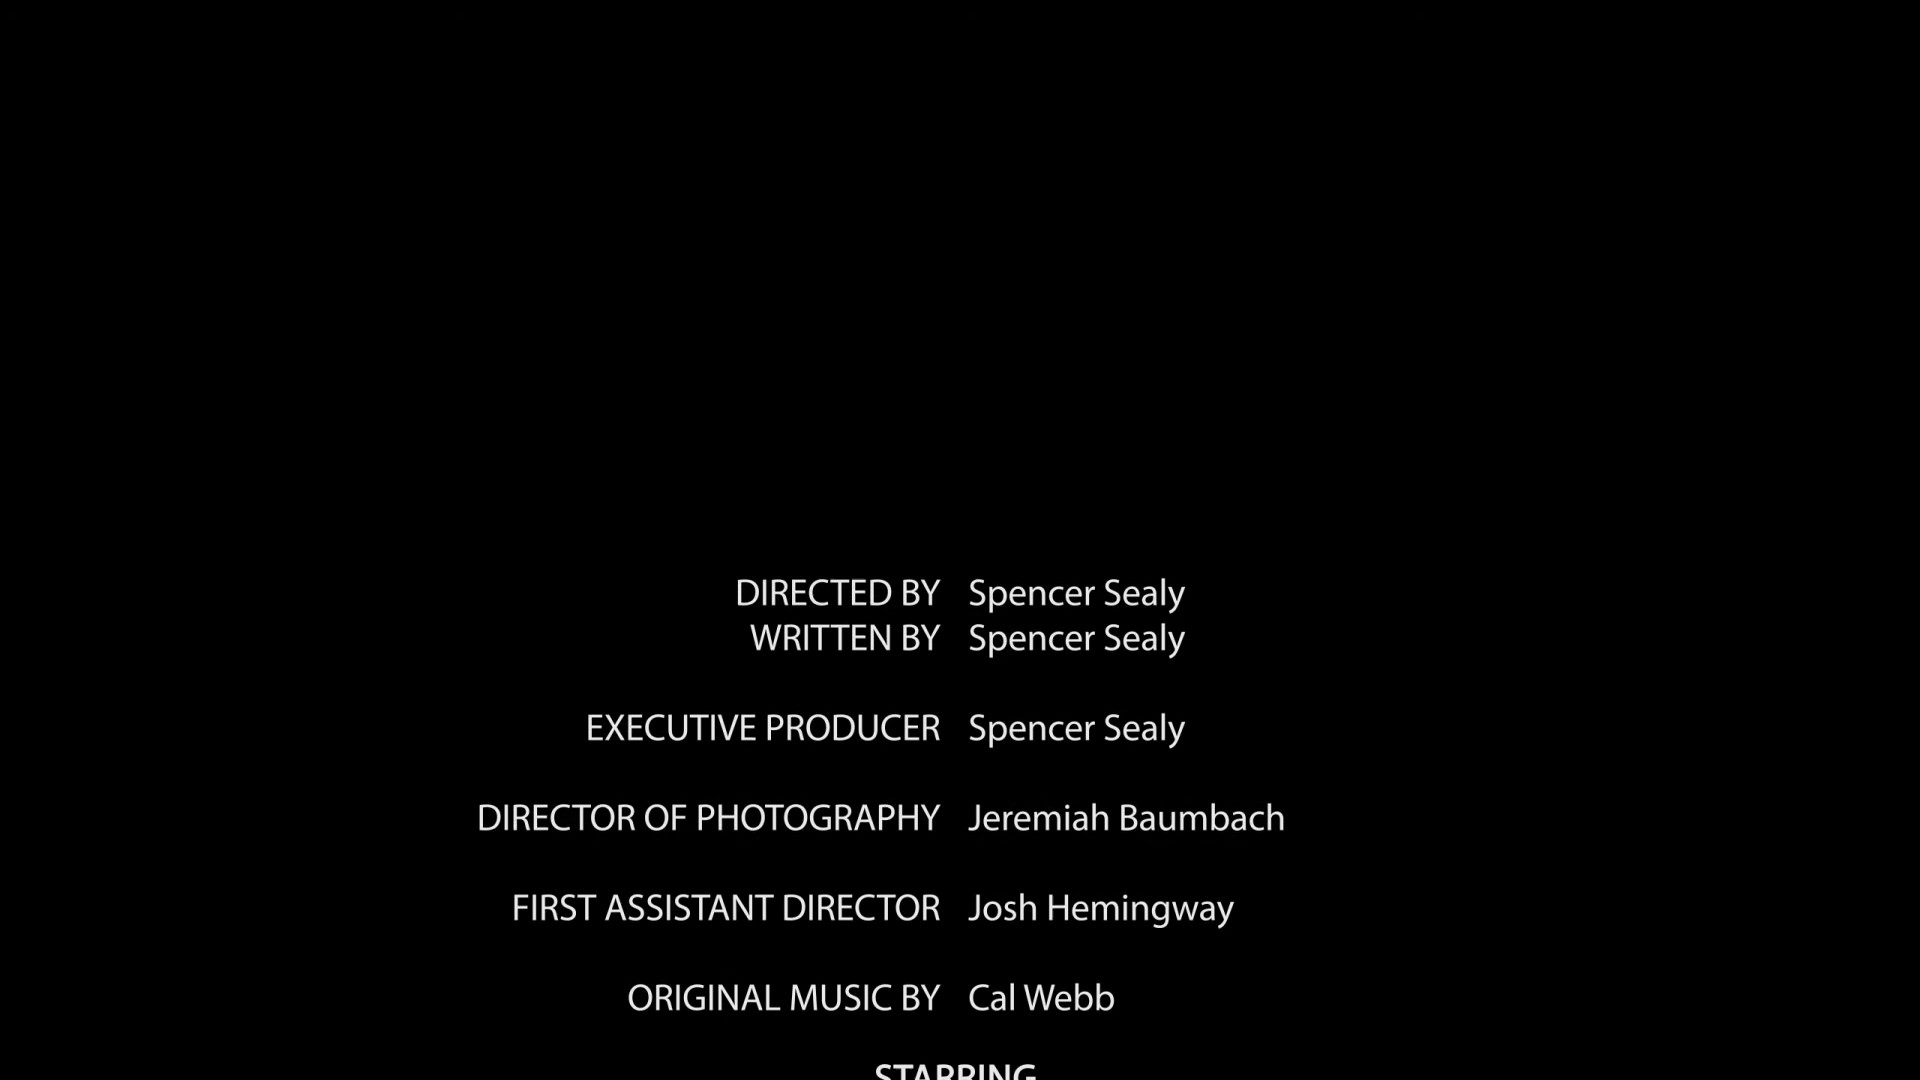 DIRECTED BY Spencer Sealy
WRITTEN BY Spencer Sealy
EXECUTIVE PRODUCER Spencer Sealy
DIRECTOR OF PHOTOGRAPHY Jeremiah Baumbach
FIRST ASSISTANT DIRECTOR Josh Hemingway
ORIGINAL MUSIC BY Cal Webb
STARRING